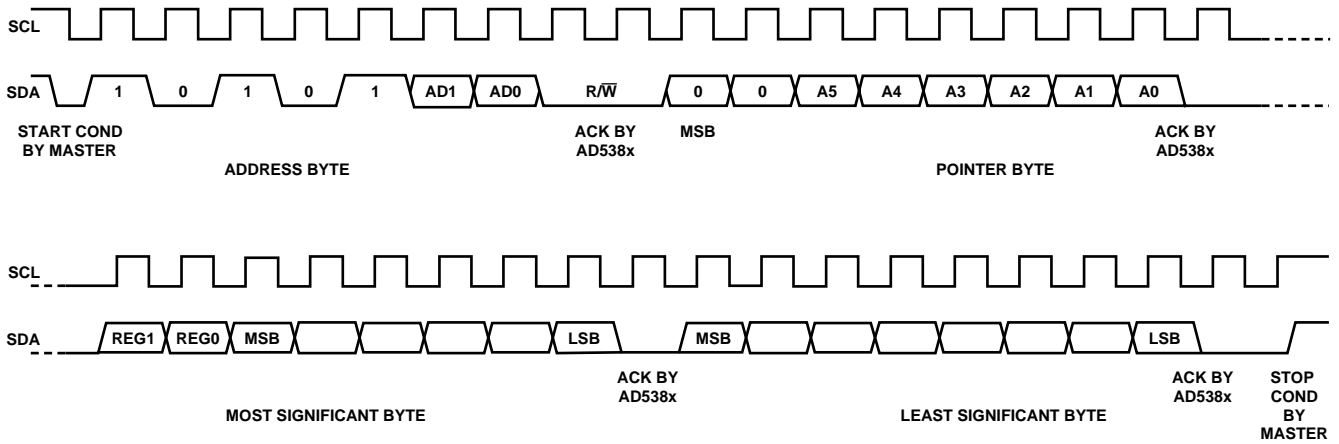 SCL
SDA 1 0 1 0 1 AD1 AD0 R/W̅ 0 0 A5 A4 A3 A2 A1 A0
START COND ACK BY MSB ACK BY
BY MASTER AD538x AD538x
ADDRESS BYTE POINTER BYTE
SCL
SDA REG1 REG0 MSB LSB MSB LSB
ACK BY ACK BY STOP
AD538x AD538x COND
MOST SIGNIFICANT BYTE LEAST SIGNIFICANT BYTE BY
MASTER